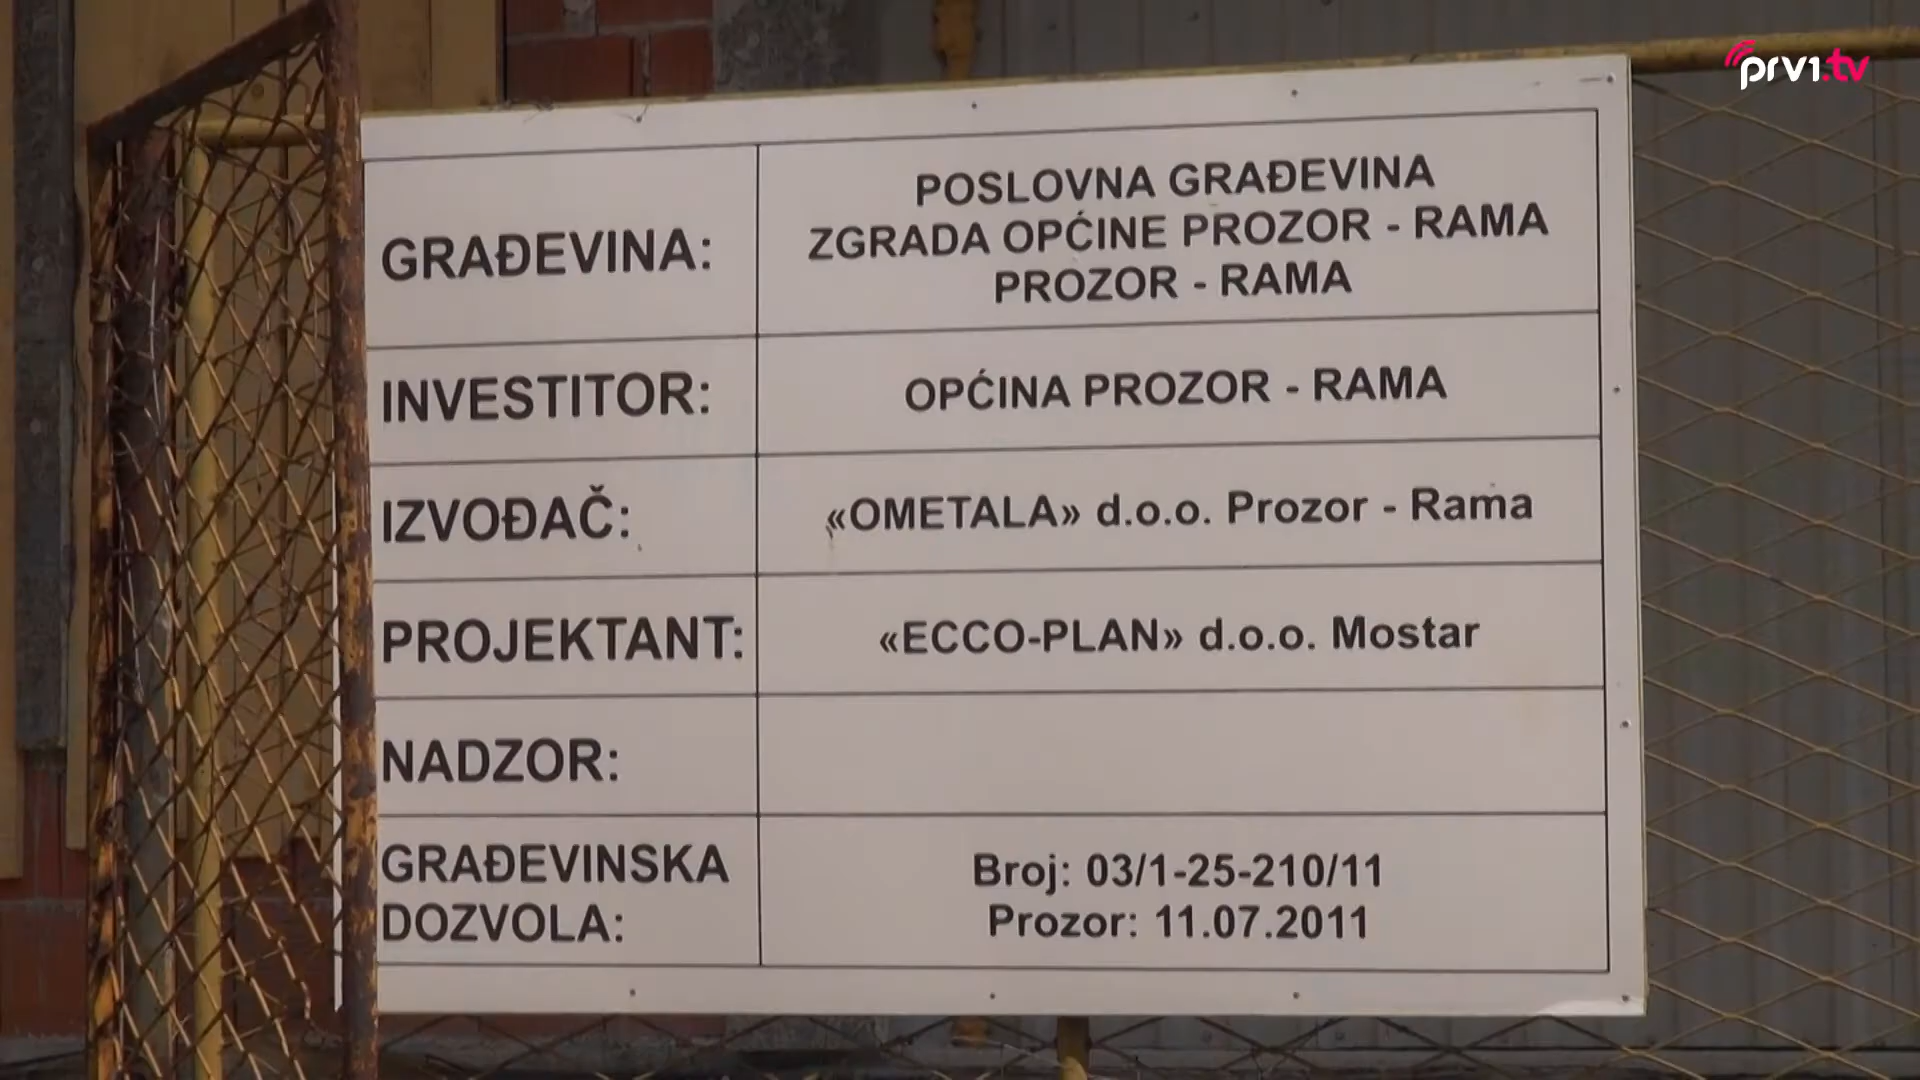 prv1.tv
GRAĐEVINA:
POSLOVNA GRAĐEVINA
ZGRADA OPĆINE PROZOR - RAMA
PROZOR - RAMA
INVESTITOR:
OPĆINA PROZOR - RAMA
IZVOĐAČ:
«OMETALA» d.o.o. Prozor - Rama
PROJEKTANT:
«ECCO-PLAN» d.o.o. Mostar
NADZOR:
GRAĐEVINSKA
DOZVOLA:
Broj: 03/1-25-210/11
Prozor: 11.07.2011